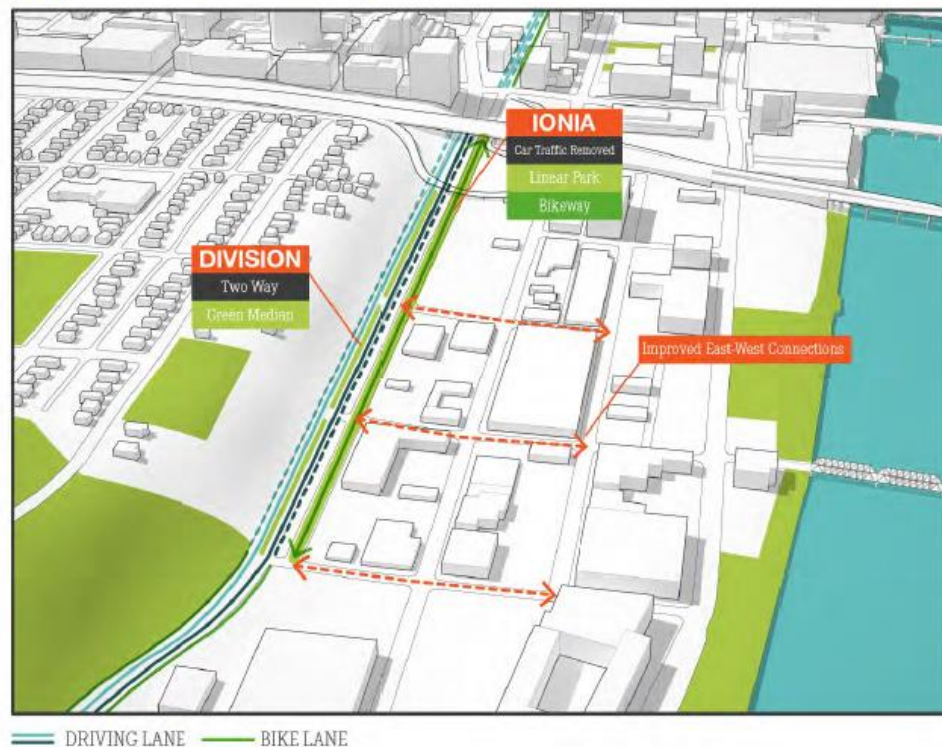 IONIA
Car Traffic Removed
Linear Park
Bikeway
DIVISION
Two Way
Green Median
Improved East-West Connections
DRIVING LANE
BIKE LANE